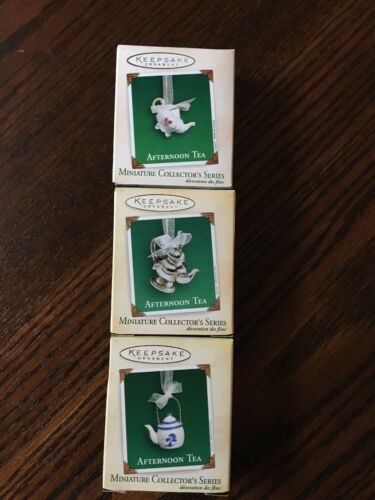 KEEPSAKE
ORNAMENT
AFTERNOON TEA
MINIATURE COLLECTOR'S SERIES
décoration des fêtes
KEEPSAKE
ORNAMENT
AFTERNOON TEA
MINIATURE COLLECTOR'S SERIES
décoration des fêtes
KEEPSAKE
ORNAMENT
AFTERNOON TEA
MINIATURE COLLECTOR'S SERIES
décoration des fêtes